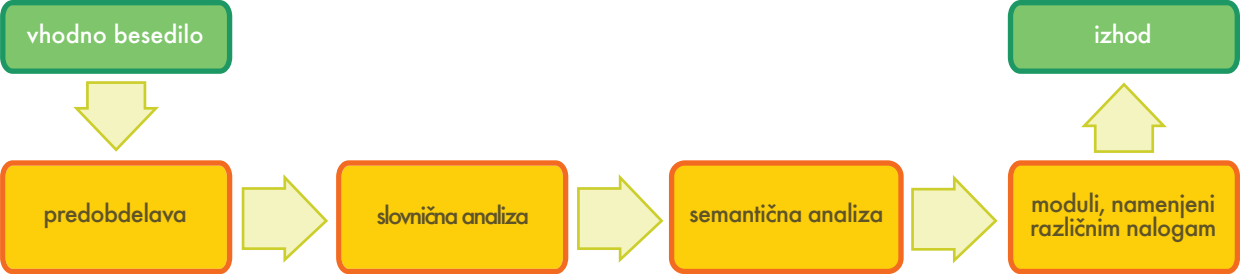 vhodno besedilo
izhod
predobdelava
slovnična analiza
semantična analiza
moduli, namenjeni
različnim nalogam